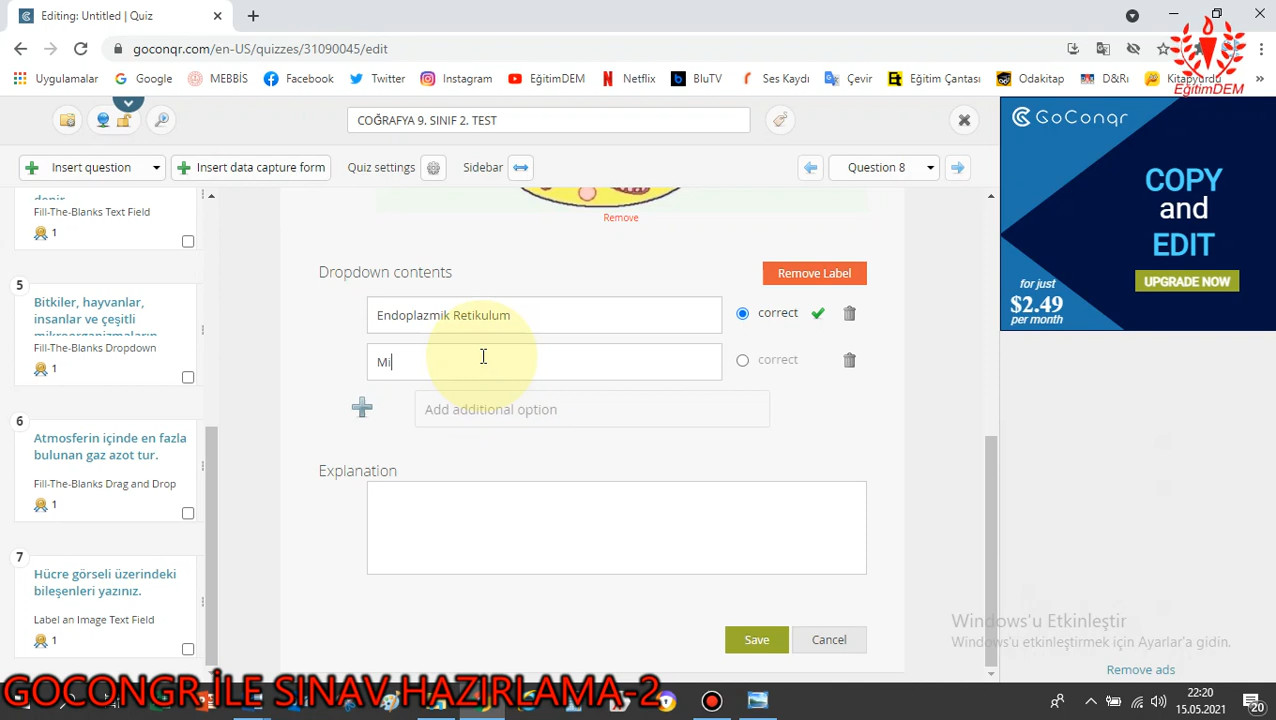 Editing: Untitled | Quiz
goconqr.com/en-US/quizzes/31090045/edit
Uygulamalar
Google
MEBBİS
Facebook
Twitter
Instagram
EğitimDEM
Netflix
BluTV
Ses Kaydı
Çevir
Eğitim Çantası
Odakitap
D&Rı
Kitapyurdu
»
EğitimDEM
COĞRAFYA 9. SINIF 2. TEST
Insert question
Insert data capture form
Quiz settings
Sidebar
Question 8
denir
Fill-The-Blanks Text Field
1
5
Bitkiler, hayvanlar,
insanlar ve çeşitli
mikroorganizmaların
Fill-The-Blanks Dropdown
1
6
Atmosferin içinde en fazla
bulunan gaz azot tur.
Fill-The-Blanks Drag and Drop
1
7
Hücre görseli üzerindeki
bileşenleri yazınız.
Label an Image Text Field
1
Remove
Dropdown contents
Remove Label
Endoplazmik Retikulum
correct
Mi
correct
Add additional option
Explanation
Save
Cancel
GoConqr
COPY
and
EDIT
for just
$2.49
per month
UPGRADE NOW
Windows'u Etkinleştir
Windows'u etkinleştirmek için Ayarlar'a gidin.
Remove ads
GOCONGR İLE SINAV HAZIRLAMA-2
22:20
15.05.2021
20